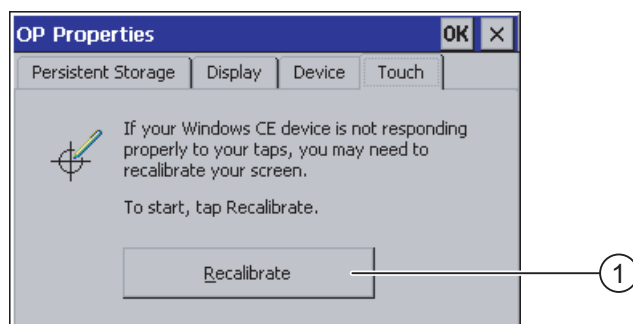 OP Properties OK ×
Persistent Storage Display Device Touch
If your Windows CE device is not responding
properly to your taps, you may need to
recalibrate your screen.
To start, tap Recalibrate.
Recalibrate 1